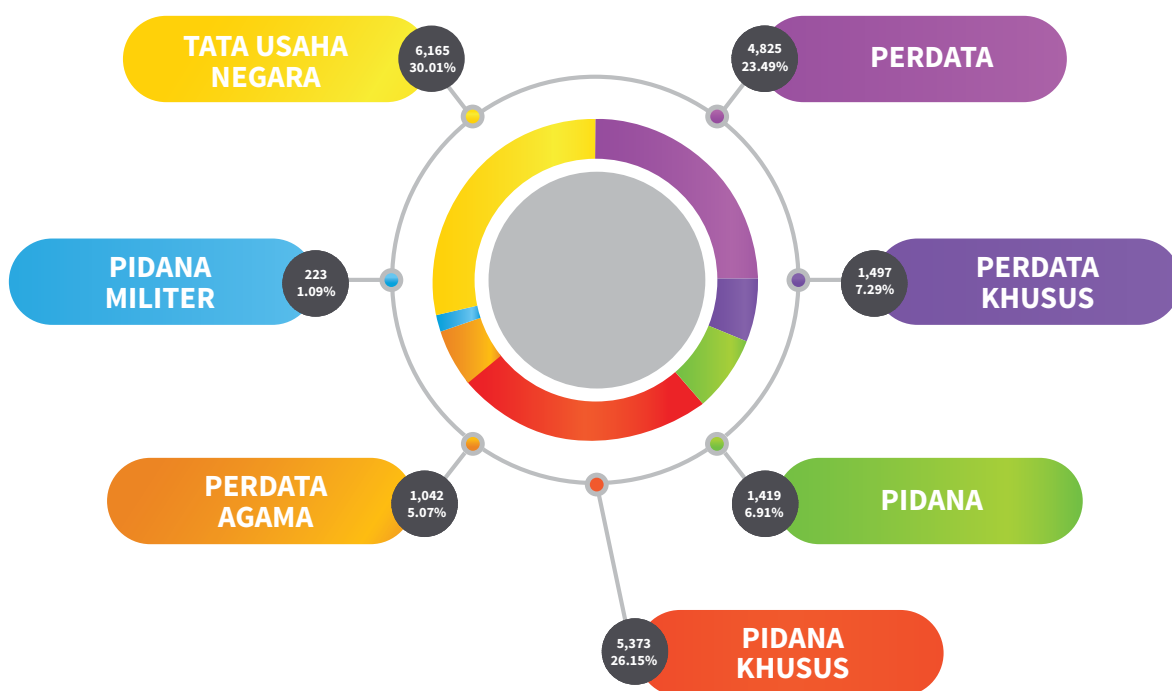 TATA USAHA
NEGARA
6,165
30.01%
4,825
23.49%
PERDATA
PIDANA
MILITER
223
1.09%
1,497
7.29%
PERDATA
KHUSUS
PERDATA
AGAMA
1,042
5.07%
1,419
6.91%
PIDANA
5,373
26.15%
PIDANA
KHUSUS